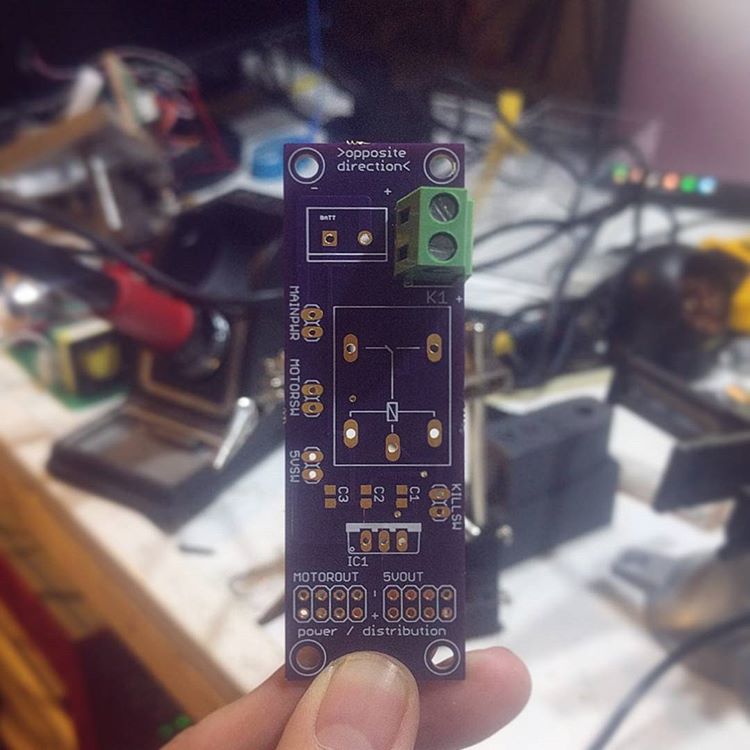 >opposite
direction<
- +
BATT
K1 +
MAINPWR
MOTORSW
5VSW
C3 C2 C1
KILLSW
IC1
MOTOROUT 5VOUT
-
+
power / distribution